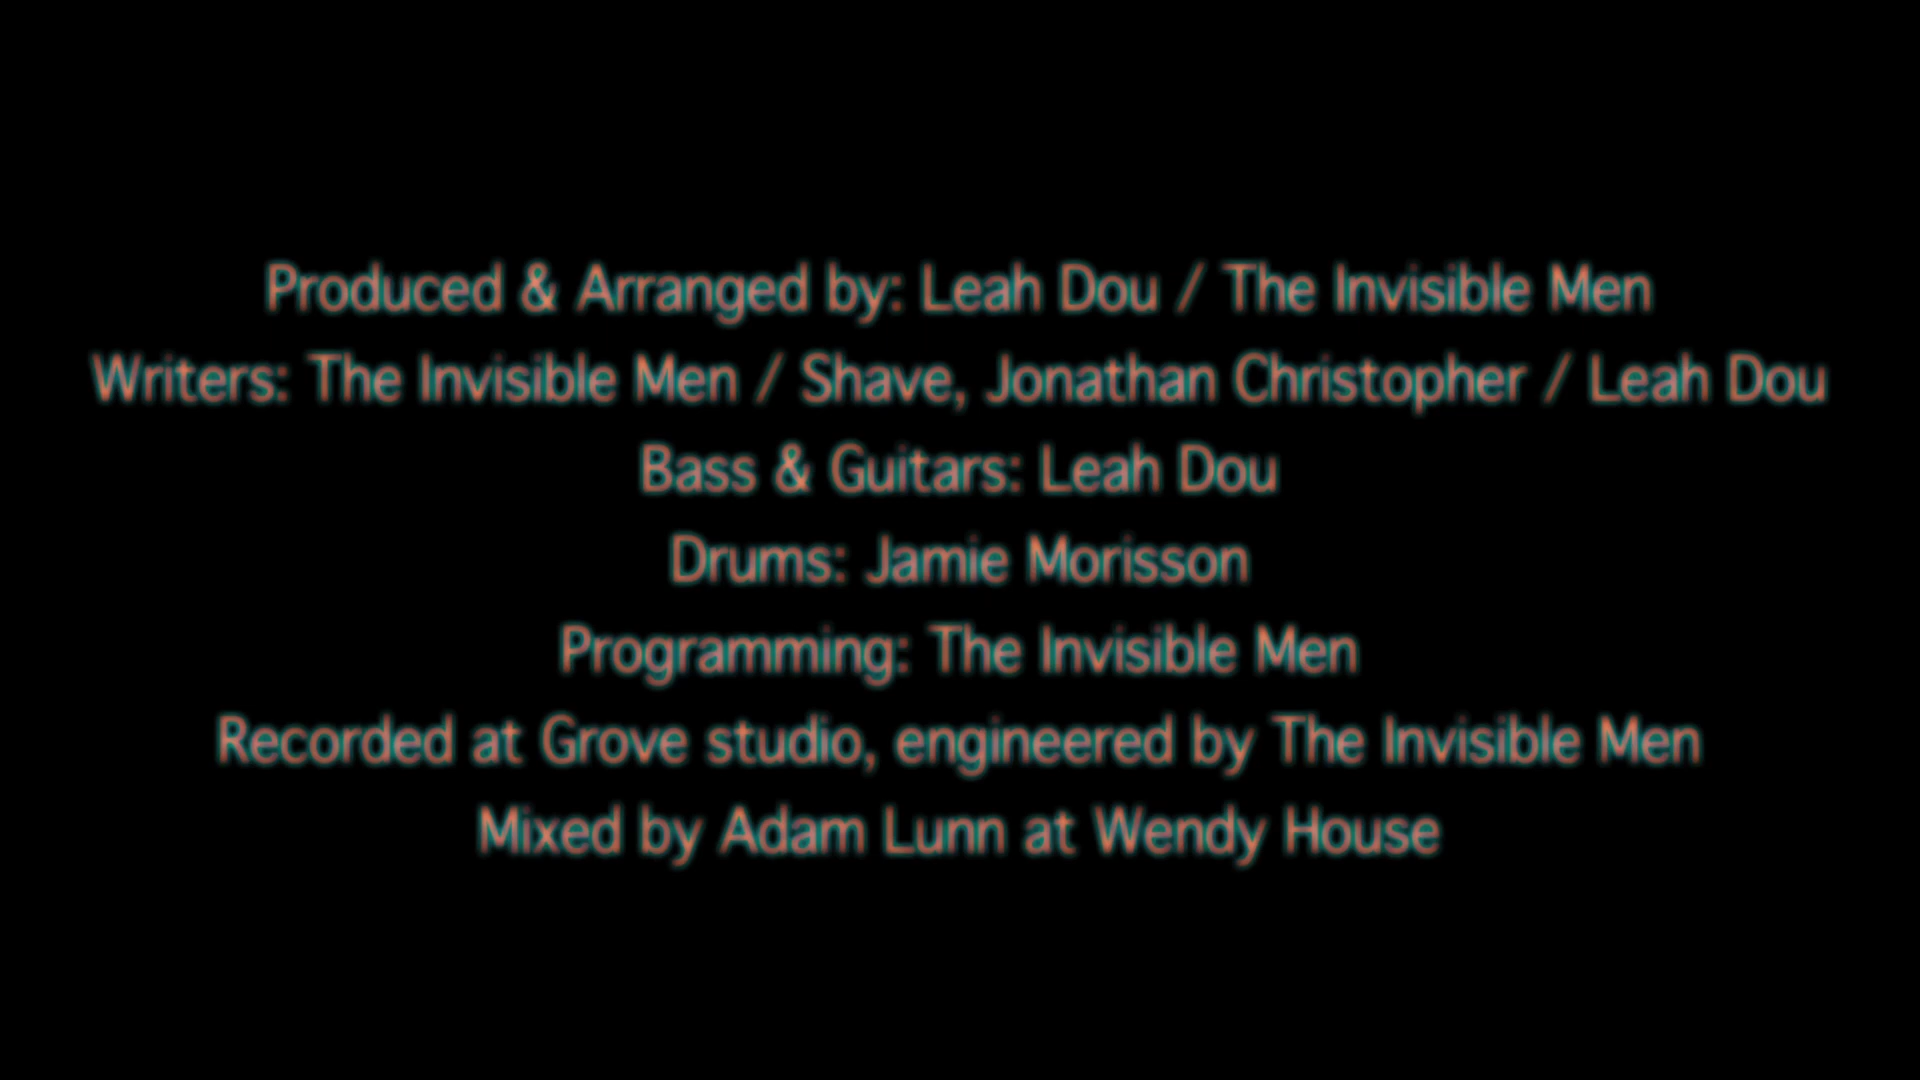 Produced & Arranged by: Leah Dou / The Invisible Men
Writers: The Invisible Men / Shave, Jonathan Christopher / Leah Dou
Bass & Guitars: Leah Dou
Drums: Jamie Morisson
Programming: The Invisible Men
Recorded at Grove studio, engineered by The Invisible Men
Mixed by Adam Lunn at Wendy House